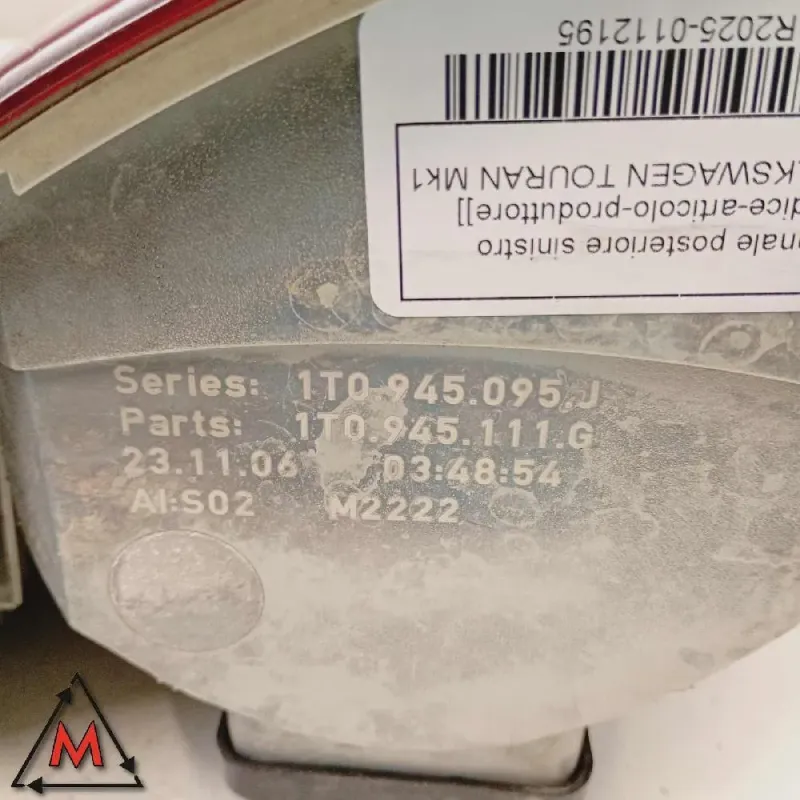 R2025-0112195
LKSWAGEN TOURAN Mk1
dice-articolo-produttore]]
nale posteriore sinistro
Series: 1T0.945.095.J
Parts: 1T0.945.111.G
23.11.06 03:48:54
AI:S02 M2222
M